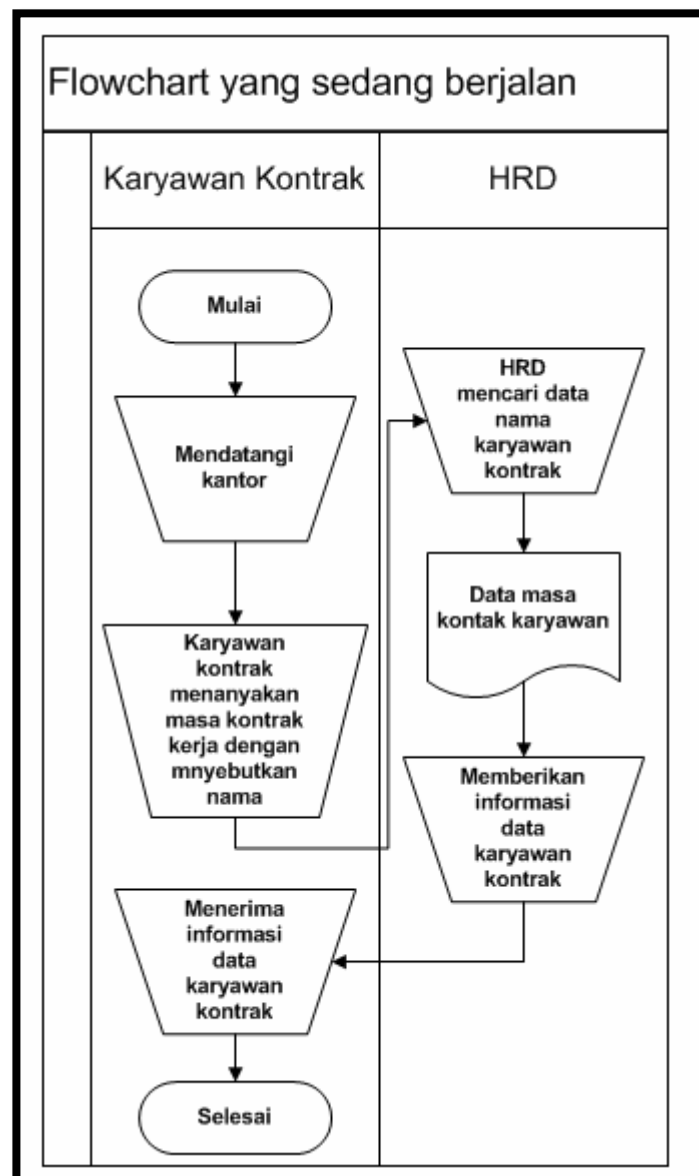 Flowchart yang sedang berjalan
Karyawan Kontrak
HRD
Mulai
Mendatangi
kantor
Karyawan
kontrak
menanyakan
masa kontrak
kerja dengan
mnyebutkan
nama
HRD
mencari data
nama
karyawan
kontrak
Data masa
kontak karyawan
Memberikan
informasi
data
karyawan
kontrak
Menerima
informasi
data
karyawan
kontrak
Selesai